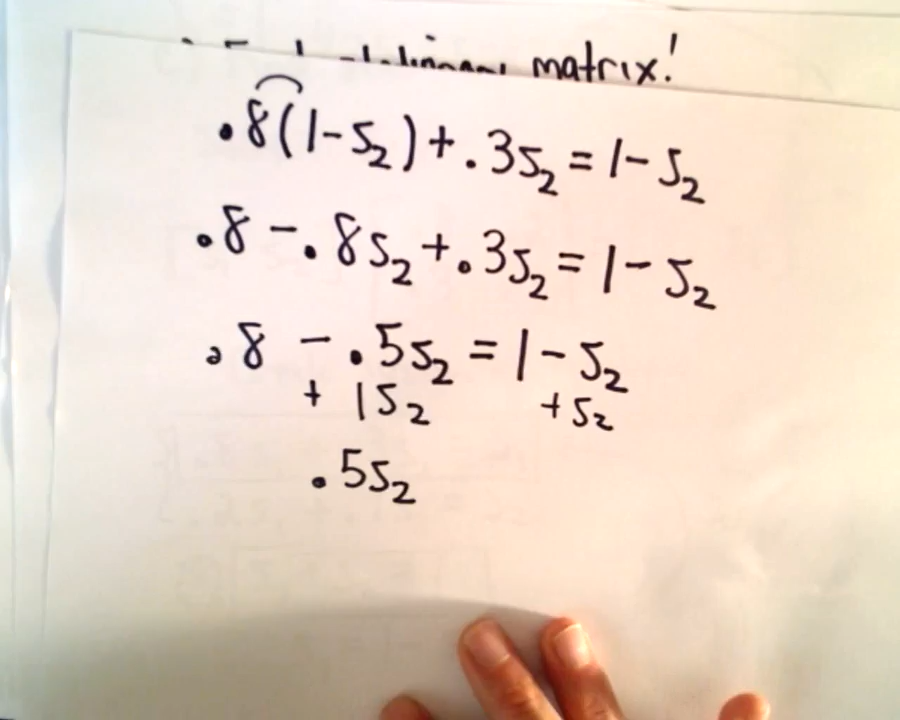 matrix!
.8(1-S₂)+.3S₂=1-S₂
.8-.8S₂+.3S₂=1-S₂
.8 -.5S₂=1-S₂
+ 1S₂ +S₂
.5S₂